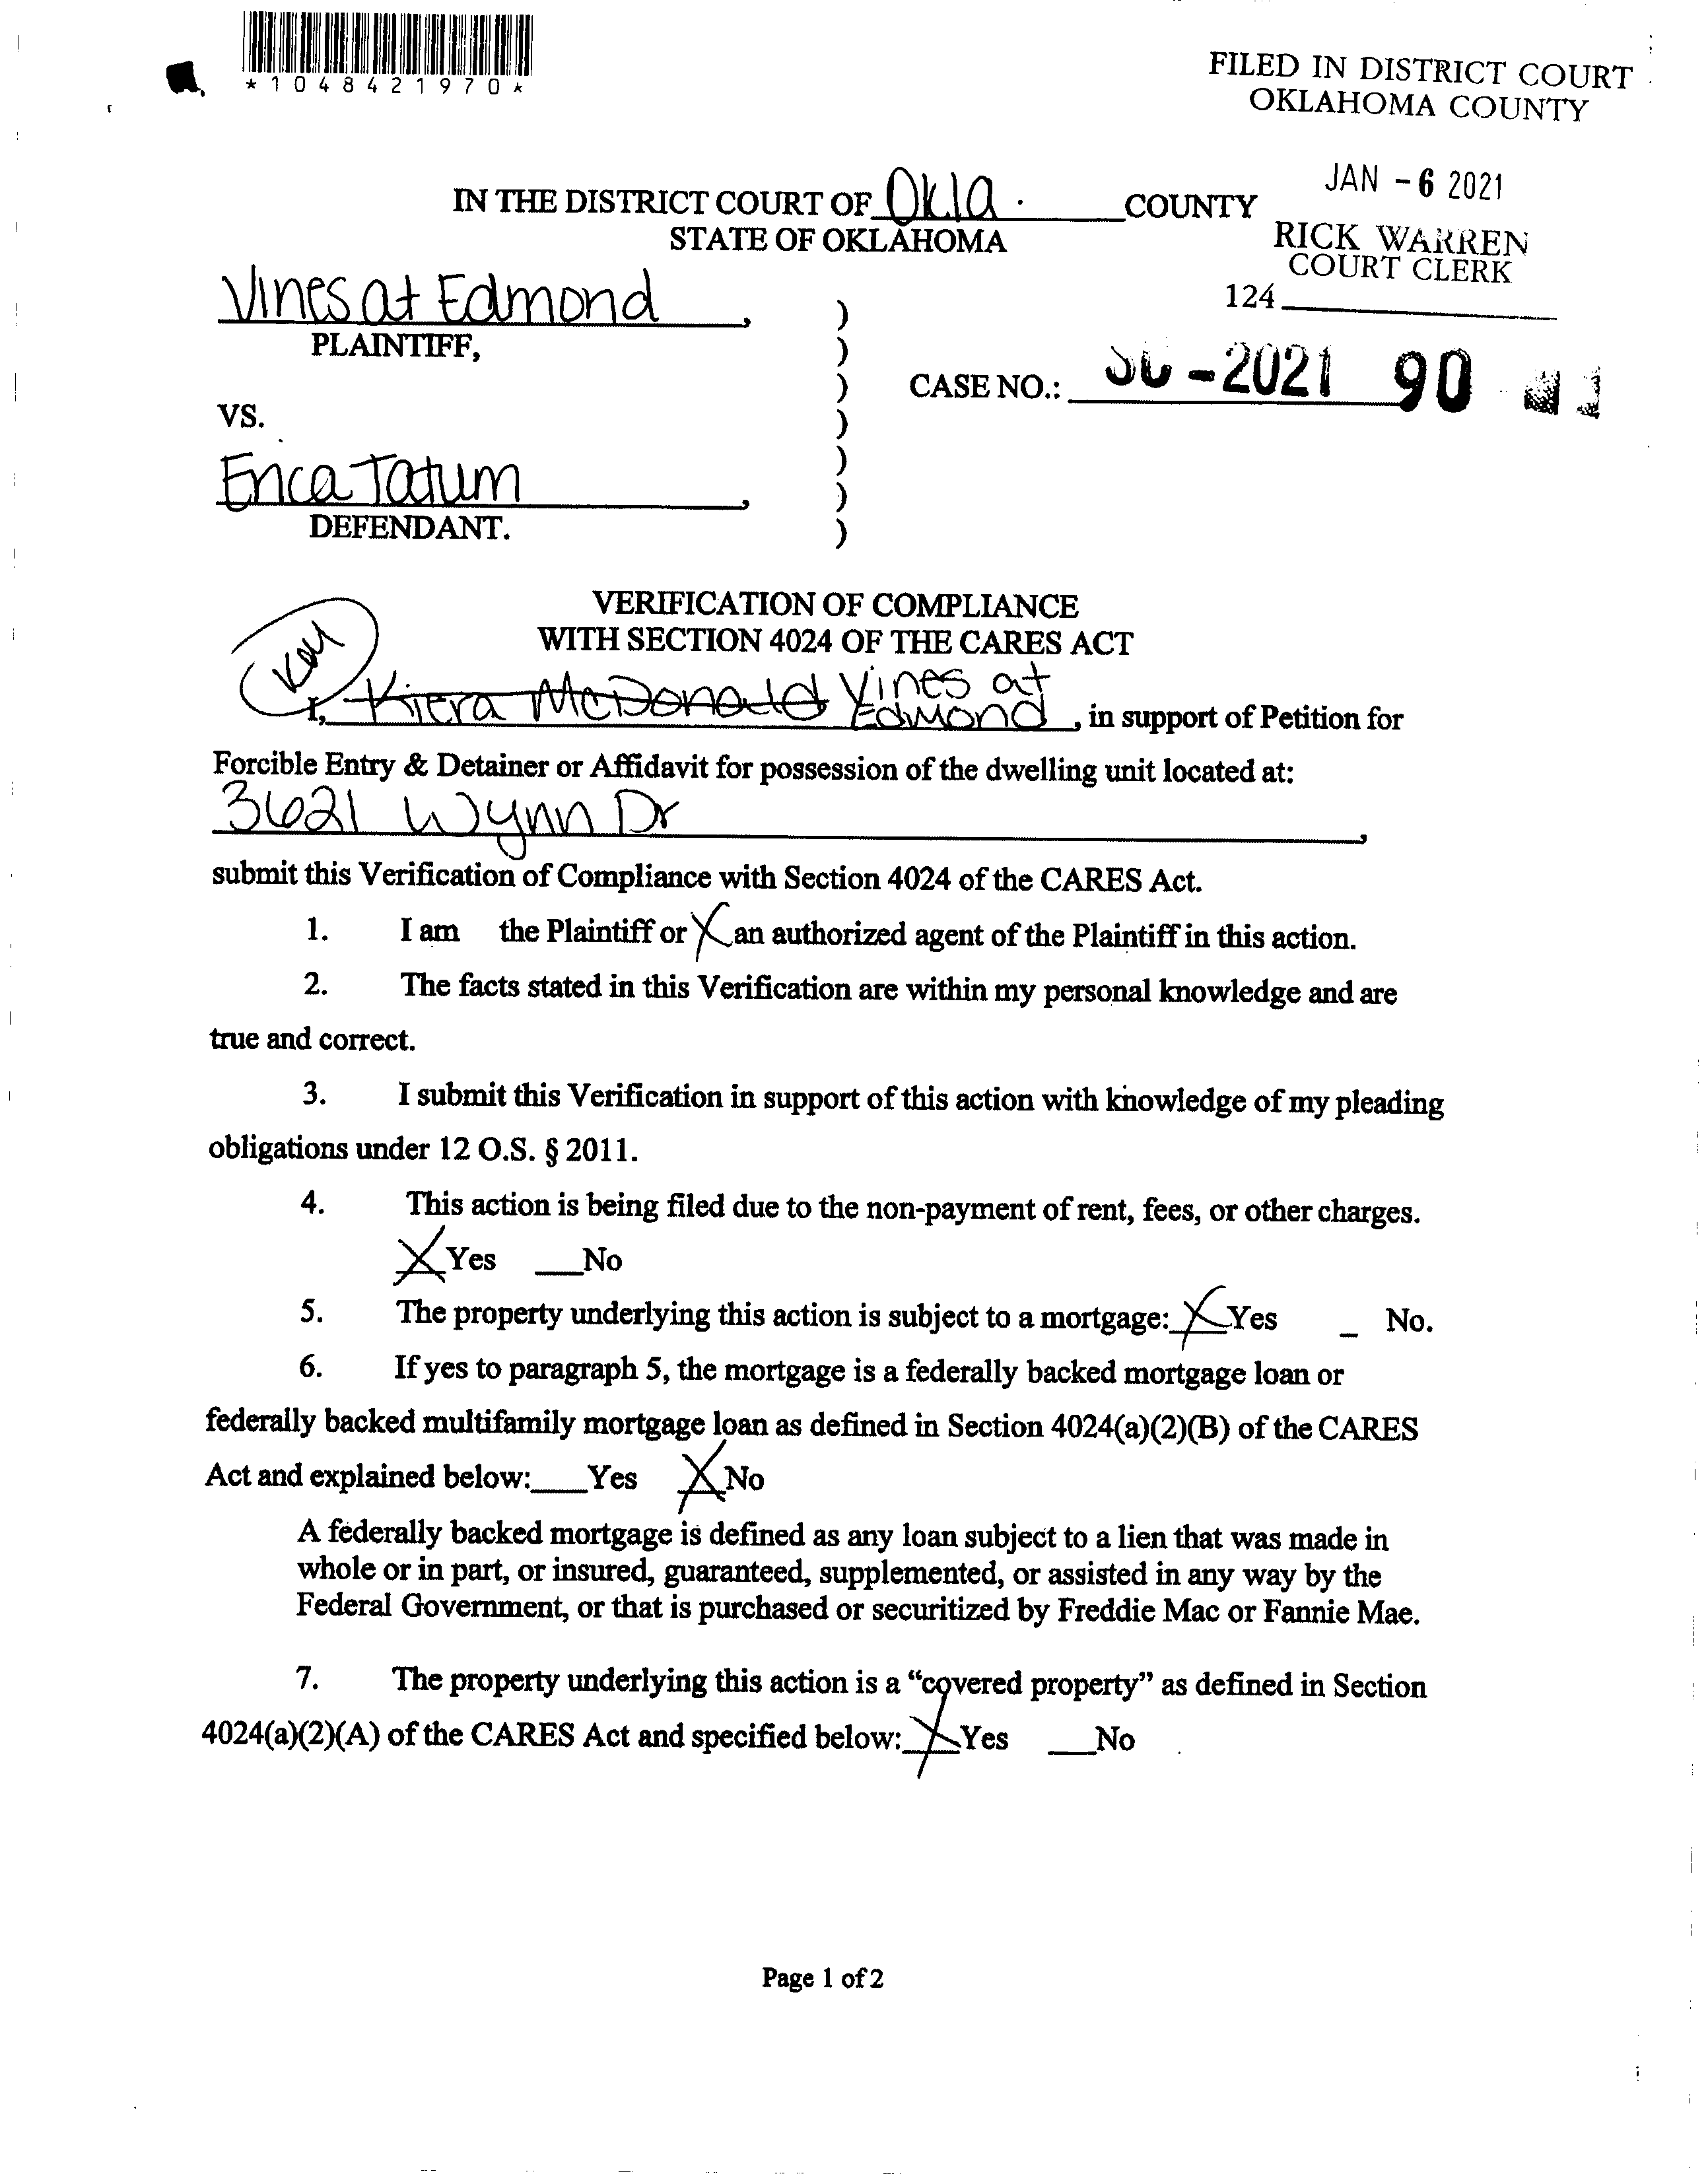 *1048421970*
FILED IN DISTRICT COURT
OKLAHOMA COUNTY
JAN - 6 2021
RICK WARREN
COURT CLERK
124
IN THE DISTRICT COURT OF Okla. COUNTY
STATE OF OKLAHOMA
Vines at Edmond,
PLAINTIFF,
VS.
Erica Tatum,
DEFENDANT.
)
)
)
)
)
)
)
CASE NO.: SC-2021 90
VERIFICATION OF COMPLIANCE
WITH SECTION 4024 OF THE CARES ACT
I, Kiera McDonald Vines at
Edmond, in support of Petition for
Forcible Entry & Detainer or Affidavit for possession of the dwelling unit located at:
3621 Wynn Dr,
submit this Verification of Compliance with Section 4024 of the CARES Act.
1. I am the Plaintiff or X an authorized agent of the Plaintiff in this action.
2. The facts stated in this Verification are within my personal knowledge and are
true and correct.
3. I submit this Verification in support of this action with knowledge of my pleading
obligations under 12 O.S. § 2011.
4. This action is being filed due to the non-payment of rent, fees, or other charges.
X Yes __No
5. The property underlying this action is subject to a mortgage: X Yes _ No.
6. If yes to paragraph 5, the mortgage is a federally backed mortgage loan or
federally backed multifamily mortgage loan as defined in Section 4024(a)(2)(B) of the CARES
Act and explained below:__Yes X No
A federally backed mortgage is defined as any loan subject to a lien that was made in
whole or in part, or insured, guaranteed, supplemented, or assisted in any way by the
Federal Government, or that is purchased or securitized by Freddie Mac or Fannie Mae.
7. The property underlying this action is a “covered property” as defined in Section
4024(a)(2)(A) of the CARES Act and specified below: X Yes __No
Page 1 of 2